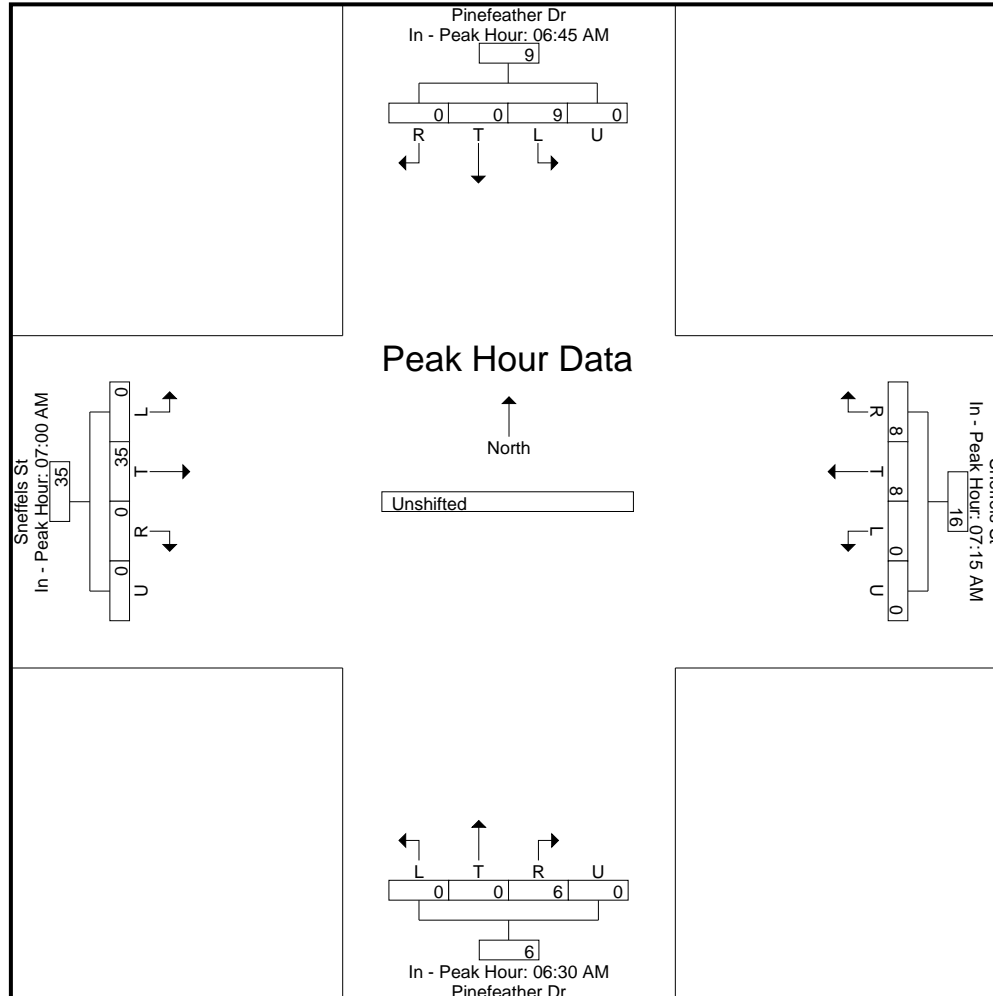 Pinefeather Dr
In - Peak Hour: 06:45 AM
9
0 0 9 0
R T L U
Peak Hour Data
North
Unshifted
Sneffels St
In - Peak Hour: 07:00 AM
35
0 35 0 0
L T R U
In - Peak Hour: 07:15 AM
16
8 8 0 0
R T L U
L T R U
0 0 6 0
6
In - Peak Hour: 06:30 AM
Pinefeather Dr